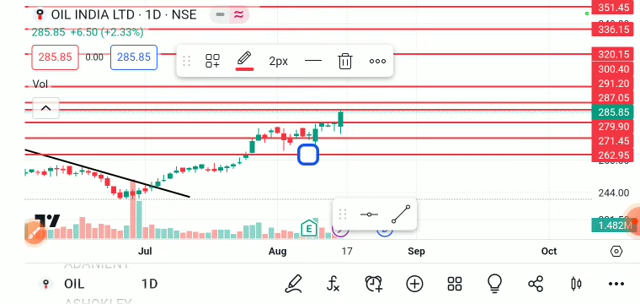 OIL INDIA LTD · 1D · NSE
285.85 +6.50 (+2.33%)
285.85 0.00 285.85
2px
Vol
351.45
336.15
320.15
300.40
291.20
287.05
285.85
279.90
271.45
262.95
244.00
1.482M
E
Jul Aug 17 Sep Oct
ADANIENT
OIL 1D
ASHOKLEY